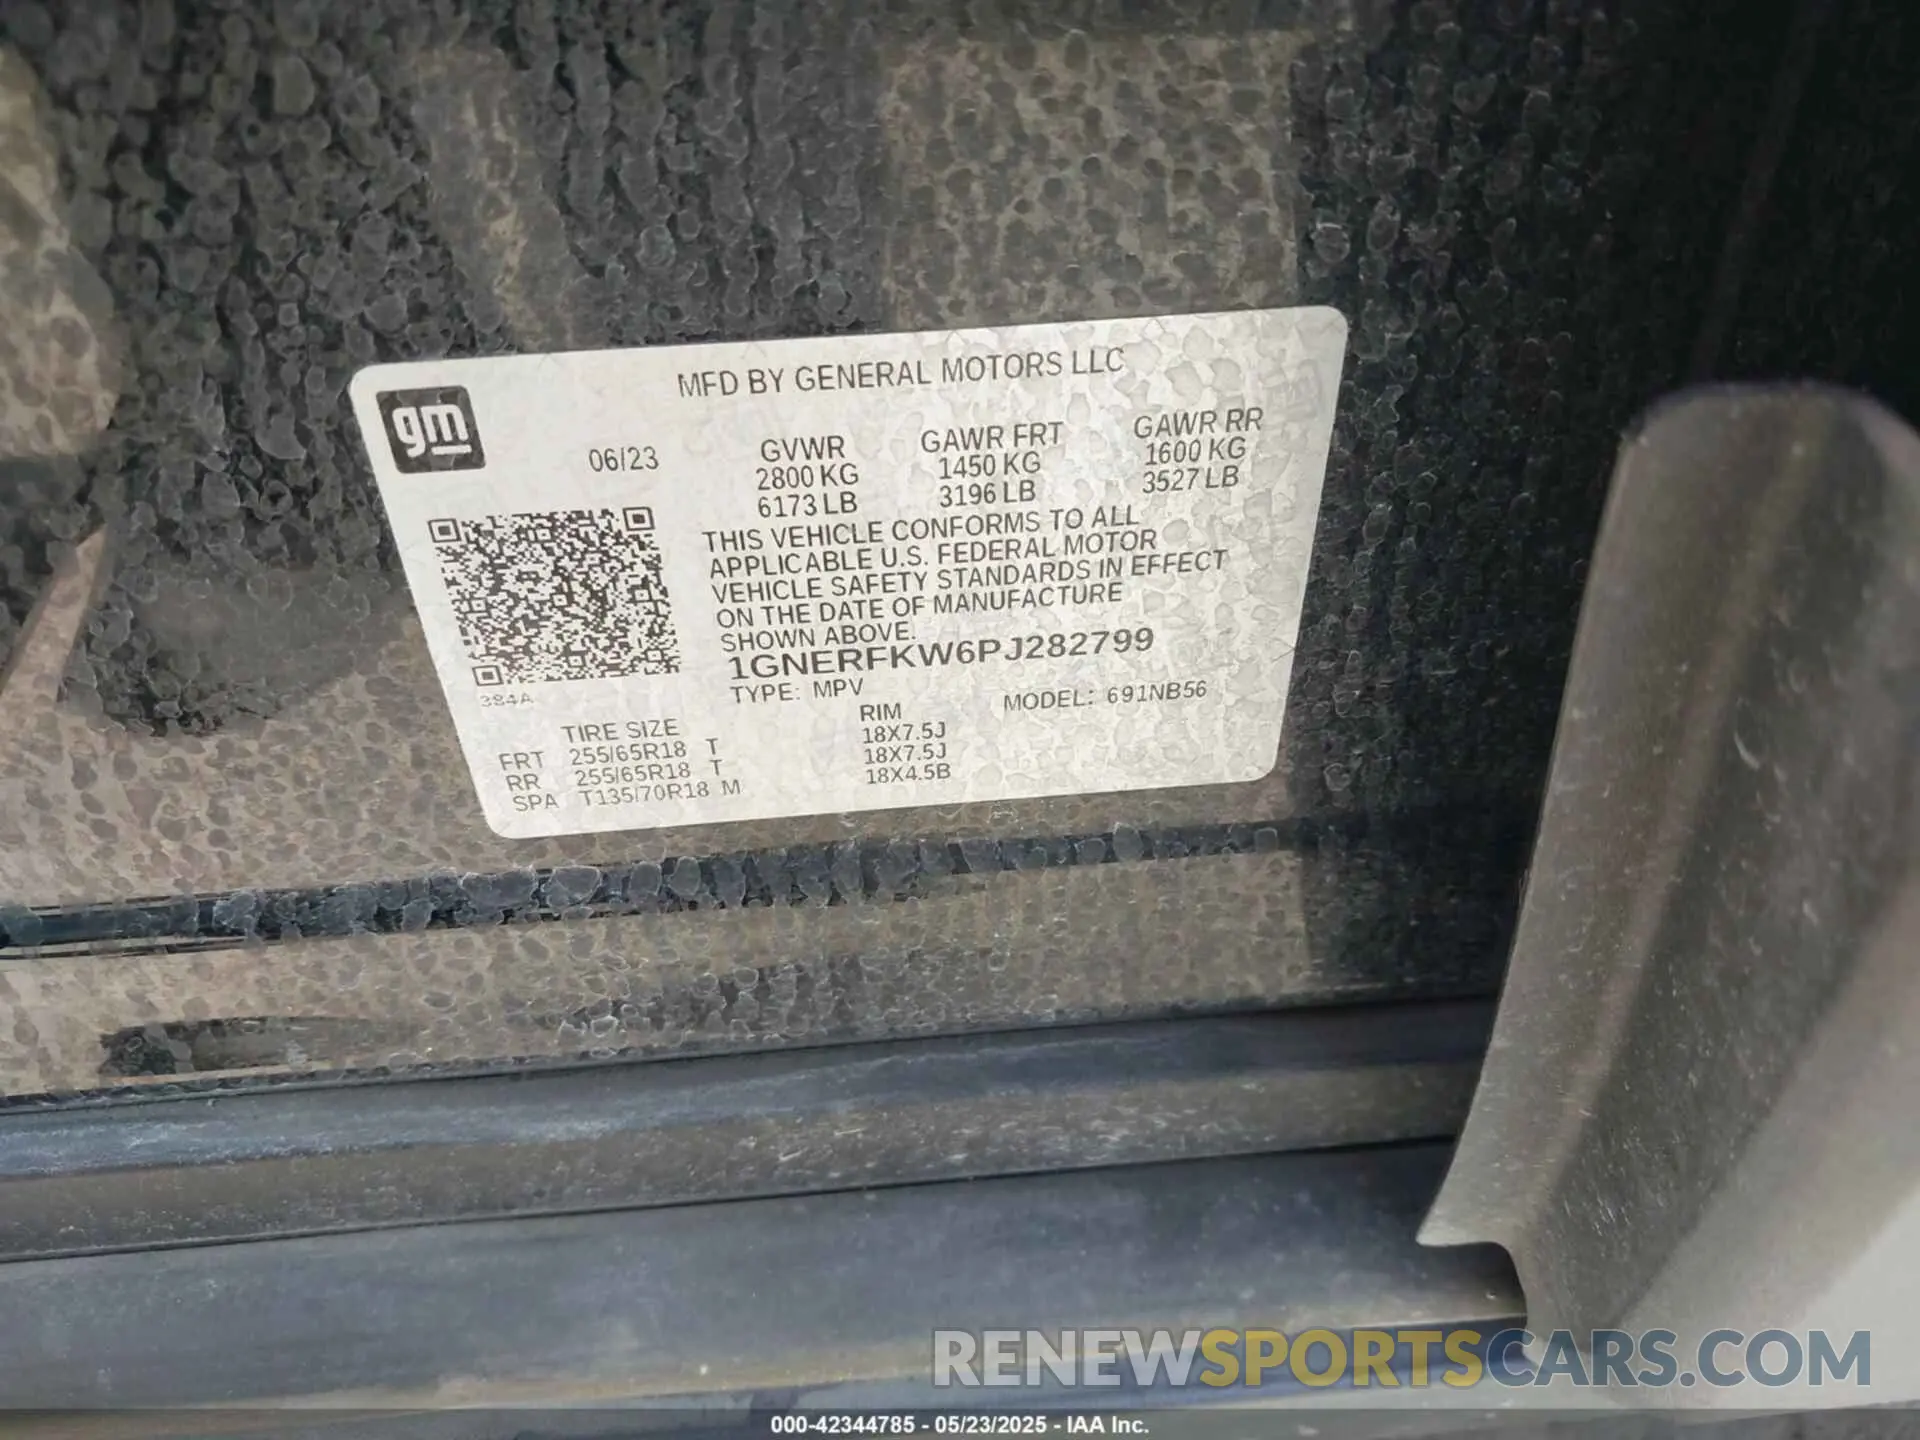 MFD BY GENERAL MOTORS LLC
gm
06/23
GVWR GAWR FRT GAWR RR
2800 KG 1450 KG 1600 KG
6173 LB 3196 LB 3527 LB
THIS VEHICLE CONFORMS TO ALL
APPLICABLE U.S. FEDERAL MOTOR
VEHICLE SAFETY STANDARDS IN EFFECT
ON THE DATE OF MANUFACTURE
SHOWN ABOVE.
1GNERFKW6PJ282799
384A
TYPE: MPV MODEL: 691NB56
TIRE SIZE RIM
FRT 255/65R18 T 18X7.5J
RR 255/65R18 T 18X7.5J
SPA T135/70R18 M 18X4.5B
RENEWSPORTSCARS.COM
000-42344785 - 05/23/2025 - IAA Inc.